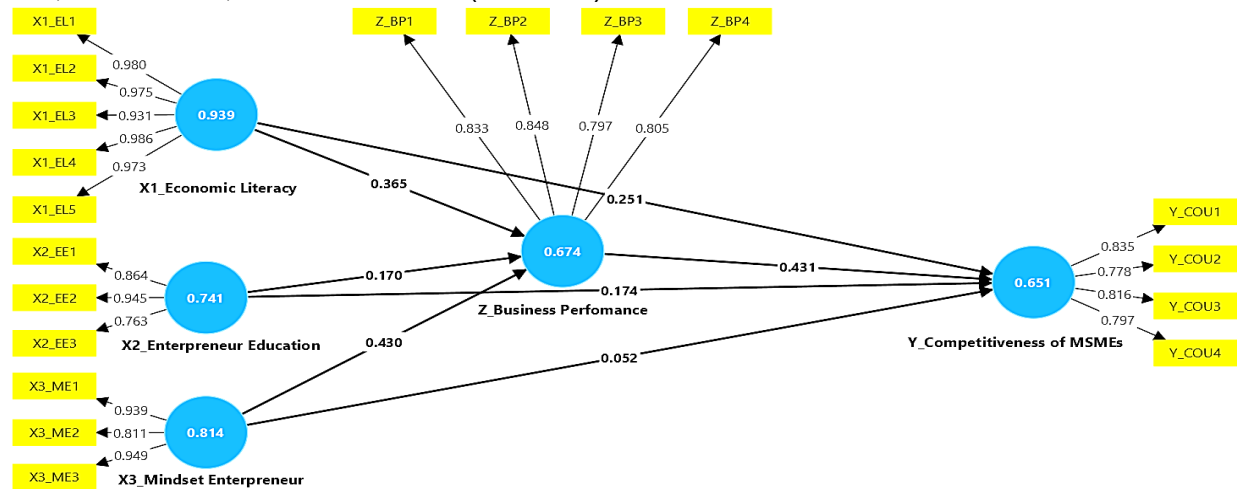 X1_EL1
X1_EL2
X1_EL3
X1_EL4
X1_EL5
0.980
0.975
0.931
0.986
0.973
0.939
X1_Economic Literacy
X2_EE1
X2_EE2
X2_EE3
0.864
0.945
0.763
0.741
X2_Enterpreneur Education
X3_ME1
X3_ME2
X3_ME3
0.939
0.811
0.949
0.814
X3_Mindset Enterpreneur
Z_BP1
Z_BP2
Z_BP3
Z_BP4
0.833
0.848
0.797
0.805
0.365
0.251
0.170
0.174
0.430
0.052
0.674
Z_Business Perfomance
0.431
0.651
Y_Competitiveness of MSMEs
0.835
0.778
0.816
0.797
Y_COU1
Y_COU2
Y_COU3
Y_COU4